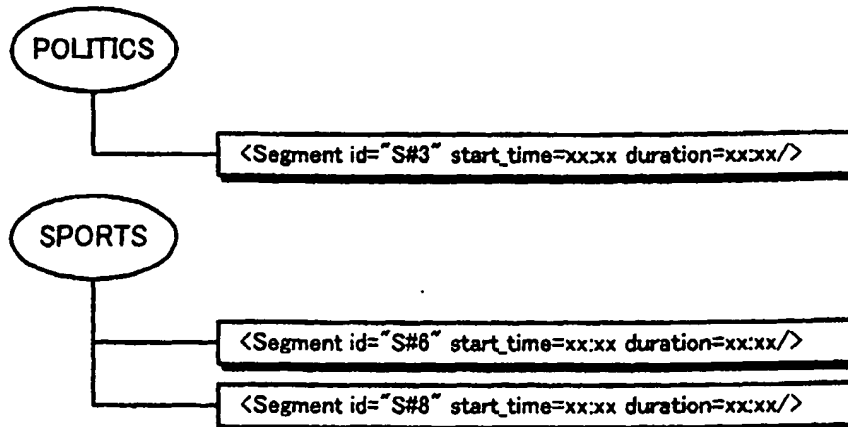 POLITICS
<Segment id="S#3" start_time=xx:xx duration=xx:xx/>
SPORTS
<Segment id="S#6" start_time=xx:xx duration=xx:xx/>
<Segment id="S#8" start_time=xx:xx duration=xx:xx/>